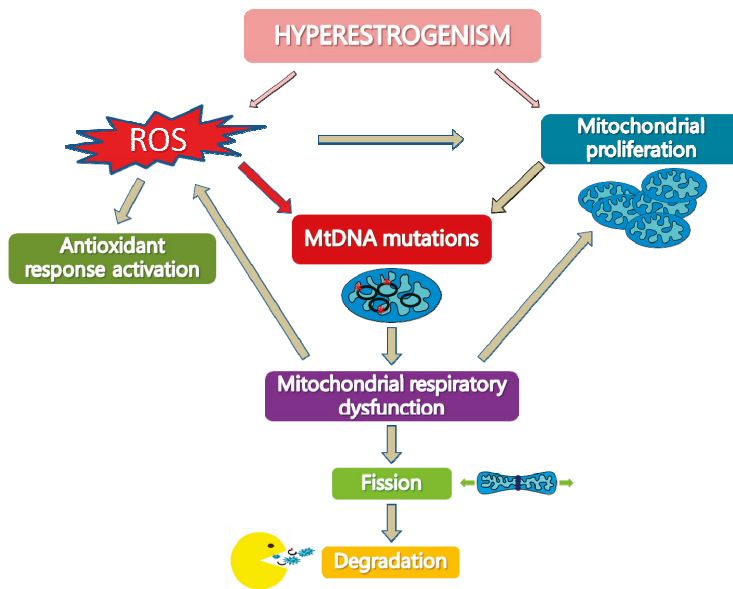 HYPERESTROGENISM
ROS
Mitochondrial
proliferation
Antioxidant
response activation
MtDNA mutations
Mitochondrial respiratory
dysfunction
Fission
Degradation